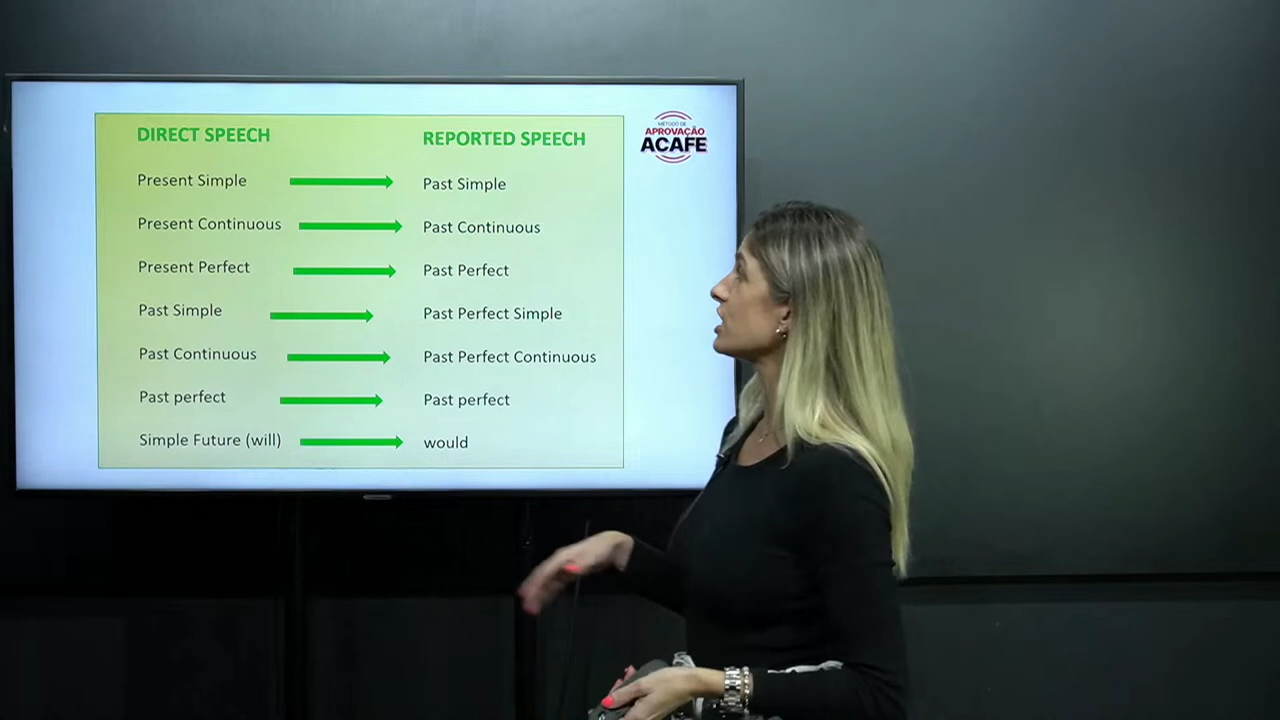 DIRECT SPEECH
REPORTED SPEECH
Present Simple
Past Simple
Present Continuous
Past Continuous
Present Perfect
Past Perfect
Past Simple
Past Perfect Simple
Past Continuous
Past Perfect Continuous
Past perfect
Past perfect
Simple Future (will)
would
MÉTODO DE
APROVAÇÃO
ACAFE